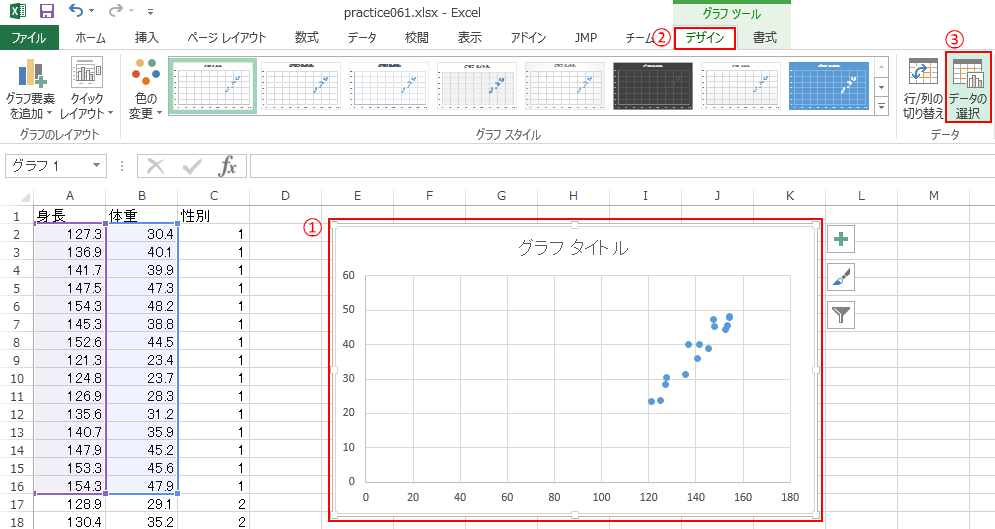 practice061.xlsx - Excel
グラフ ツール
ファイル ホーム 挿入 ページ レイアウト 数式 データ 校閲 表示 アドイン JMP チーム ② デザイン 書式
③
グラフ要素を追加
クイック レイアウト
色の変更
行/列の切り替え
データの選択
グラフのレイアウト グラフ スタイル データ
グラフ 1 fx
A B C D E F G H I J K L M
1 身長 体重 性別
2 127.3 30.4 1
3 136.9 40.1 1
4 141.7 39.9 1
5 147.5 47.3 1
6 154.3 48.2 1
7 145.3 38.8 1
8 152.6 44.5 1
9 121.3 23.4 1
10 124.8 23.7 1
11 126.9 28.3 1
12 135.6 31.2 1
13 140.7 35.9 1
14 147.9 45.2 1
15 153.3 45.6 1
16 154.3 47.9 1
17 128.9 29.1 2
18 130.4 35.2 2
①
グラフ タイトル
60
50
40
30
20
10
0
0 20 40 60 80 100 120 140 160 180